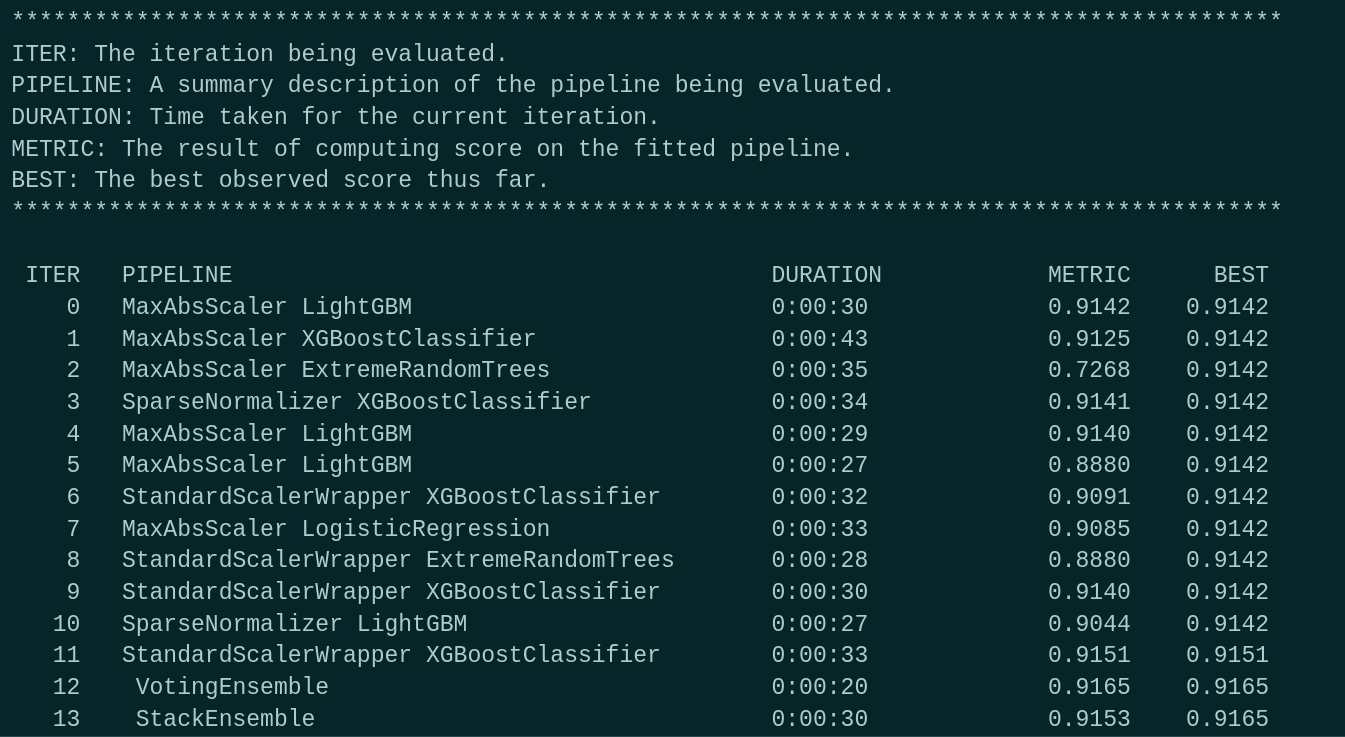 ********************************************************************************************
ITER: The iteration being evaluated.
PIPELINE: A summary description of the pipeline being evaluated.
DURATION: Time taken for the current iteration.
METRIC: The result of computing score on the fitted pipeline.
BEST: The best observed score thus far.
********************************************************************************************

 ITER   PIPELINE                                       DURATION            METRIC      BEST
    0   MaxAbsScaler LightGBM                          0:00:30             0.9142    0.9142
    1   MaxAbsScaler XGBoostClassifier                 0:00:43             0.9125    0.9142
    2   MaxAbsScaler ExtremeRandomTrees                0:00:35             0.7268    0.9142
    3   SparseNormalizer XGBoostClassifier             0:00:34             0.9141    0.9142
    4   MaxAbsScaler LightGBM                          0:00:29             0.9140    0.9142
    5   MaxAbsScaler LightGBM                          0:00:27             0.8880    0.9142
    6   StandardScalerWrapper XGBoostClassifier        0:00:32             0.9091    0.9142
    7   MaxAbsScaler LogisticRegression                0:00:33             0.9085    0.9142
    8   StandardScalerWrapper ExtremeRandomTrees       0:00:28             0.8880    0.9142
    9   StandardScalerWrapper XGBoostClassifier        0:00:30             0.9140    0.9142
   10   SparseNormalizer LightGBM                      0:00:27             0.9044    0.9142
   11   StandardScalerWrapper XGBoostClassifier        0:00:33             0.9151    0.9151
   12    VotingEnsemble                                0:00:20             0.9165    0.9165
   13    StackEnsemble                                 0:00:30             0.9153    0.9165